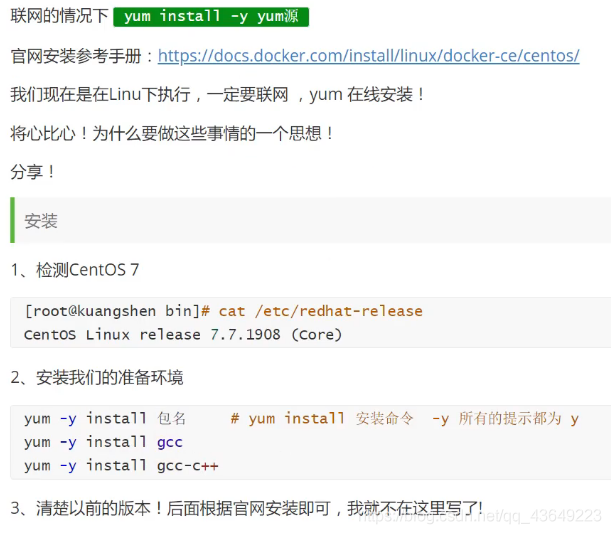 联网的情况下 yum install -y yum源
官网安装参考手册：https://docs.docker.com/install/linux/docker-ce/centos/
我们现在是在Linu下执行，一定要联网 ，yum 在线安装！
将心比心！为什么要做这些事情的一个思想！
分享！
安装
1、检测CentOS 7
[root@kuangshen bin]# cat /etc/redhat-release
CentOS Linux release 7.7.1908 (Core)
2、安装我们的准备环境
yum -y install 包名 # yum install 安装命令 -y 所有的提示都为 y
yum -y install gcc
yum -y install gcc-c++
3、清楚以前的版本！后面根据官网安装即可，我就不在这里写了!
https://blog.csdn.net/qq_43649223